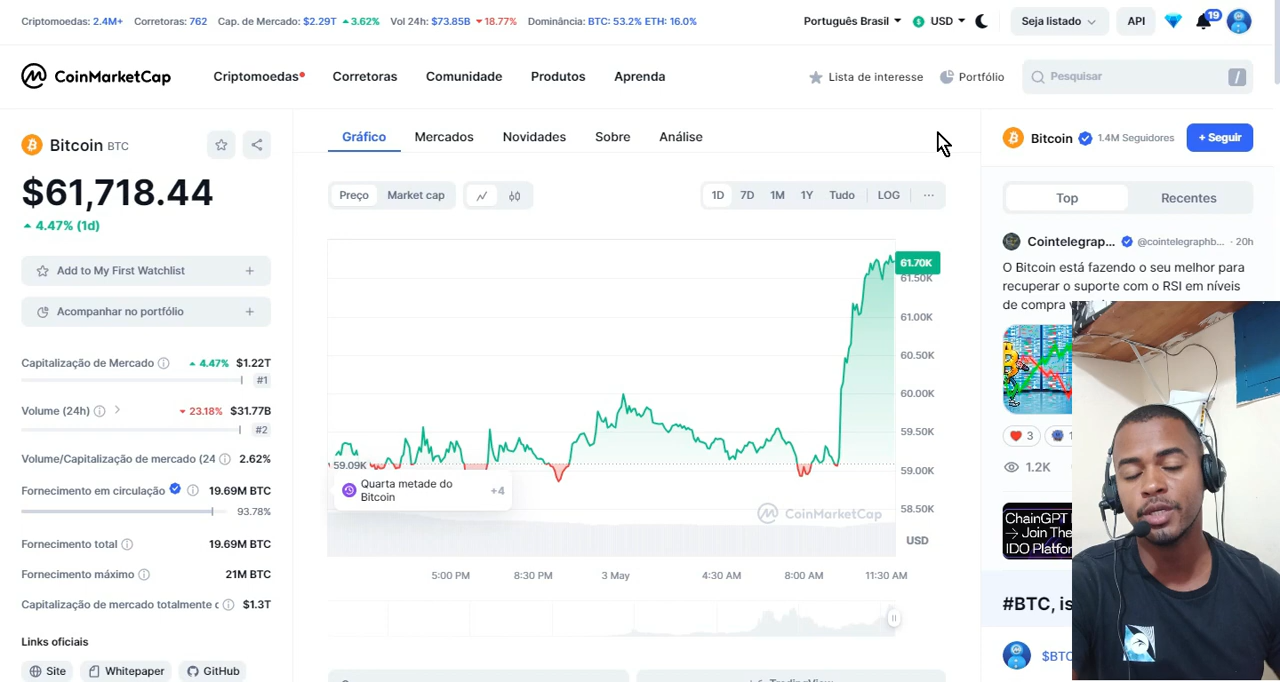 Criptomoedas: 2.4M+ Corretoras: 762 Cap. de Mercado: $2.29T 3.62% Vol 24h: $73.85B 18.77% Dominância: BTC: 53.2% ETH: 16.0% Português Brasil USD Seja listado API 19
CoinMarketCap Criptomoedas Corretoras Comunidade Produtos Aprenda Lista de interesse Portfólio Pesquisar /
Bitcoin BTC
$61,718.44
4.47% (1d)
Add to My First Watchlist +
Acompanhar no portfólio +
Capitalização de Mercado 4.47% $1.22T
#1
Volume (24h) 23.18% $31.77B
#2
Volume/Capitalização de mercado (24 2.62%
Fornecimento em circulação 19.69M BTC
93.78%
Fornecimento total 19.69M BTC
Fornecimento máximo 21M BTC
Capitalização de mercado totalmente $1.3T
Links oficiais
Site Whitepaper GitHub
Gráfico Mercados Novidades Sobre Análise
Preço Market cap 1D 7D 1M 1Y Tudo LOG ...
61.70K
61.50K
61.00K
60.50K
60.00K
59.50K
59.09K
59.00K
58.50K
Quarta metade do
Bitcoin +4
CoinMarketCap
USD
5:00 PM 8:30 PM 3 May 4:30 AM 8:00 AM 11:30 AM
Bitcoin 1.4M Seguidores + Seguir
Top Recentes
Cointelegrap... @cointelegraphb... · 20h
O Bitcoin está fazendo o seu melhor para
recuperar o suporte com o RSI em níveis
de compra
3 1
1.2K
ChainGPT
→ Join The
IDO Platfor
#BTC, is
$BTC